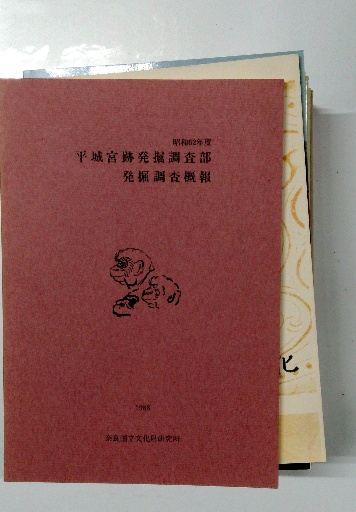 昭和62年度
平城宮跡発掘調査部
発掘調査概報
1988
奈良国立文化財研究所
化